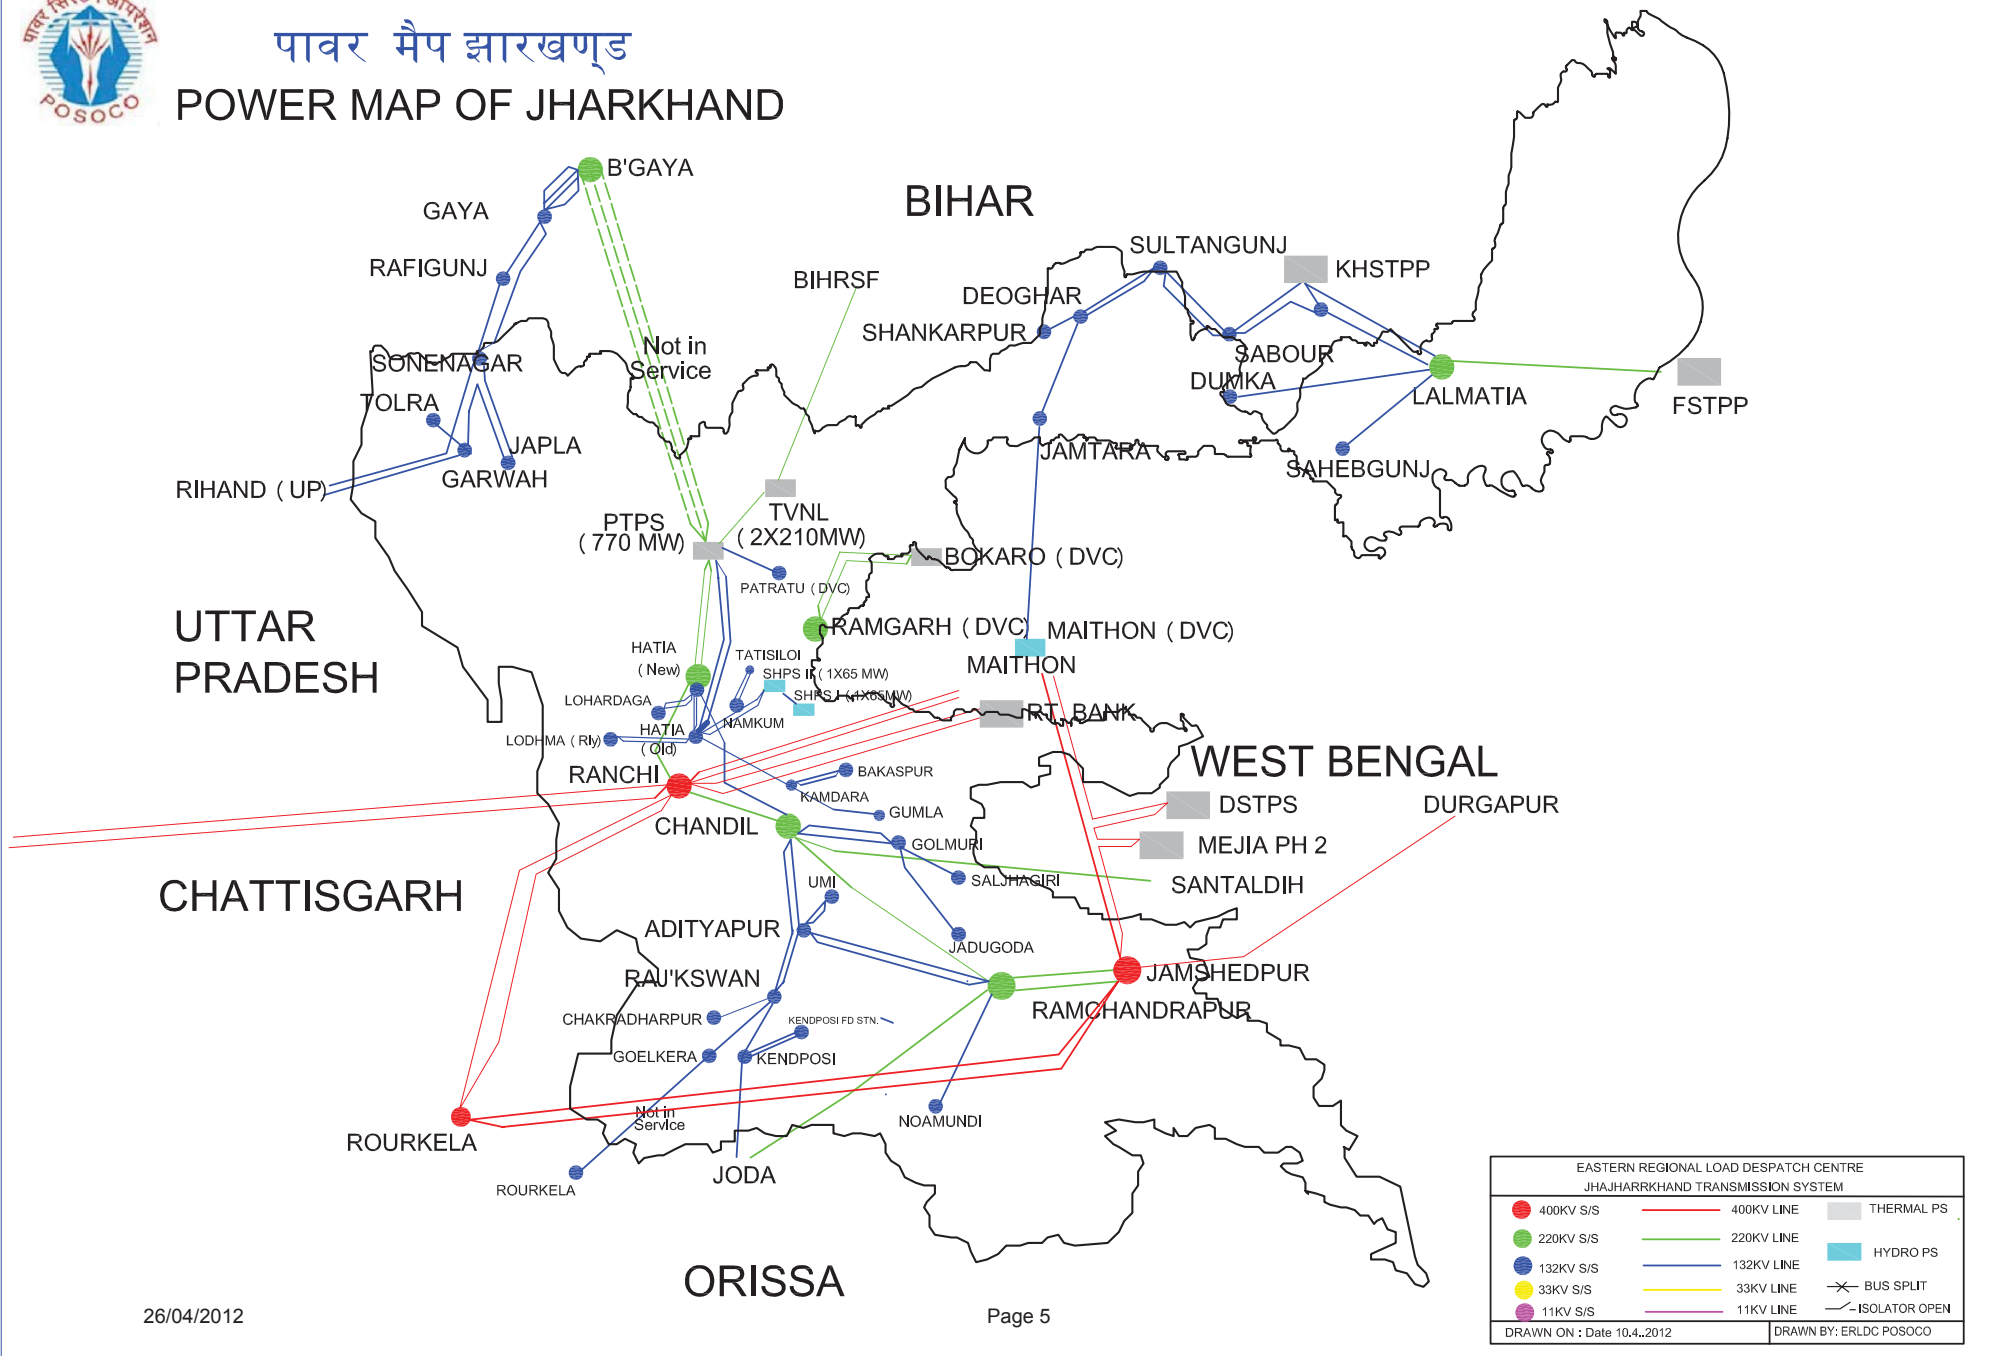 पावर सिस्टम ऑपरेशन
POSOCO
पावर मैप झारखण्ड
POWER MAP OF JHARKHAND
B'GAYA
GAYA
BIHAR
RAFIGUNJ
BIHRSF
SULTANGUNJ
KHSTPP
DEOGHAR
SHANKARPUR
Not in
Service
SABOUR
SONENAGAR
DUMKA
LALMATIA
FSTPP
TOLRA
JAPLA
JAMTARA
SAHEBGUNJ
GARWAH
RIHAND ( UP)
TVNL
( 2X210MW)
PTPS
( 770 MW)
BOKARO ( DVC)
PATRATU ( DVC)
UTTAR
PRADESH
RAMGARH ( DVC)
MAITHON ( DVC)
MAITHON
HATIA
( New)
TATISILOI
SHPS II ( 1X65 MW)
SHPS I ( 1X65MW)
LOHARDAGA
NAMKUM
RT BANK
LODHMA ( Rly)
HATIA
( Old)
WEST BENGAL
RANCHI
BAKASPUR
KAMDARA
DSTPS
DURGAPUR
GUMLA
CHANDIL
GOLMURI
MEJIA PH 2
SALJHAGIRI
SANTALDIH
CHATTISGARH
UMI
ADITYAPUR
JADUGODA
RAJ'KSWAN
JAMSHEDPUR
RAMCHANDRAPUR
CHAKRADHARPUR
KENDPOSI FD STN.
GOELKERA
KENDPOSI
Not in
Service
NOAMUNDI
ROURKELA
ROURKELA
JODA
ORISSA
EASTERN REGIONAL LOAD DESPATCH CENTRE
JHAJHARRKHAND TRANSMISSION SYSTEM
400KV S/S 400KV LINE THERMAL PS
220KV S/S 220KV LINE
132KV S/S 132KV LINE HYDRO PS
33KV S/S 33KV LINE BUS SPLIT
11KV S/S 11KV LINE ISOLATOR OPEN
DRAWN ON : Date 10.4..2012 DRAWN BY: ERLDC POSOCO
26/04/2012
Page 5